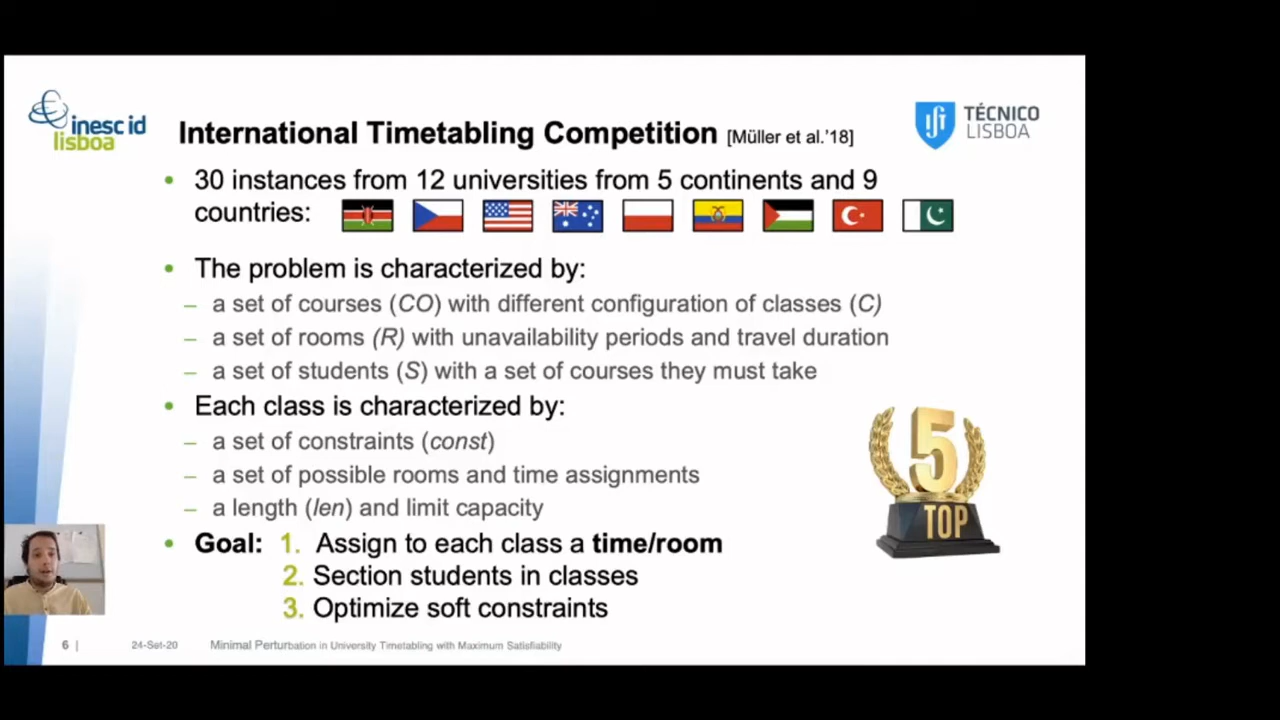 inesc id
lisboa
International Timetabling Competition [Müller et al.'18]
TÉCNICO
LISBOA
• 30 instances from 12 universities from 5 continents and 9
countries:
• The problem is characterized by:
– a set of courses (CO) with different configuration of classes (C)
– a set of rooms (R) with unavailability periods and travel duration
– a set of students (S) with a set of courses they must take
• Each class is characterized by:
– a set of constraints (const)
– a set of possible rooms and time assignments
– a length (len) and limit capacity
5
TOP
• Goal: 1. Assign to each class a time/room
2. Section students in classes
3. Optimize soft constraints
6 | 24-Set-20 Minimal Perturbation in University Timetabling with Maximum Satisfiability